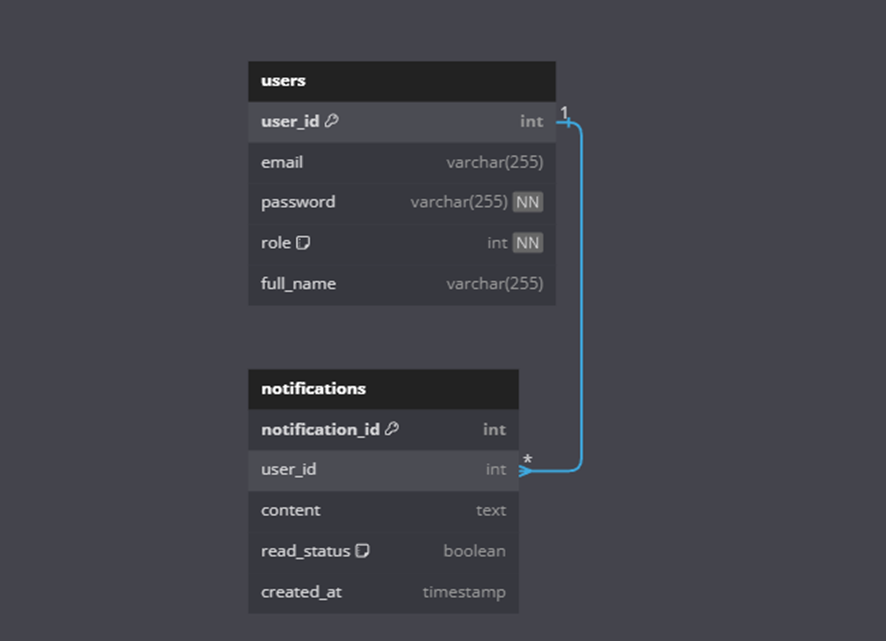 users
user_id int
1
email varchar(255)
password varchar(255) NN
role int NN
full_name varchar(255)
notifications
notification_id int
*
user_id int
content text
read_status boolean
created_at timestamp